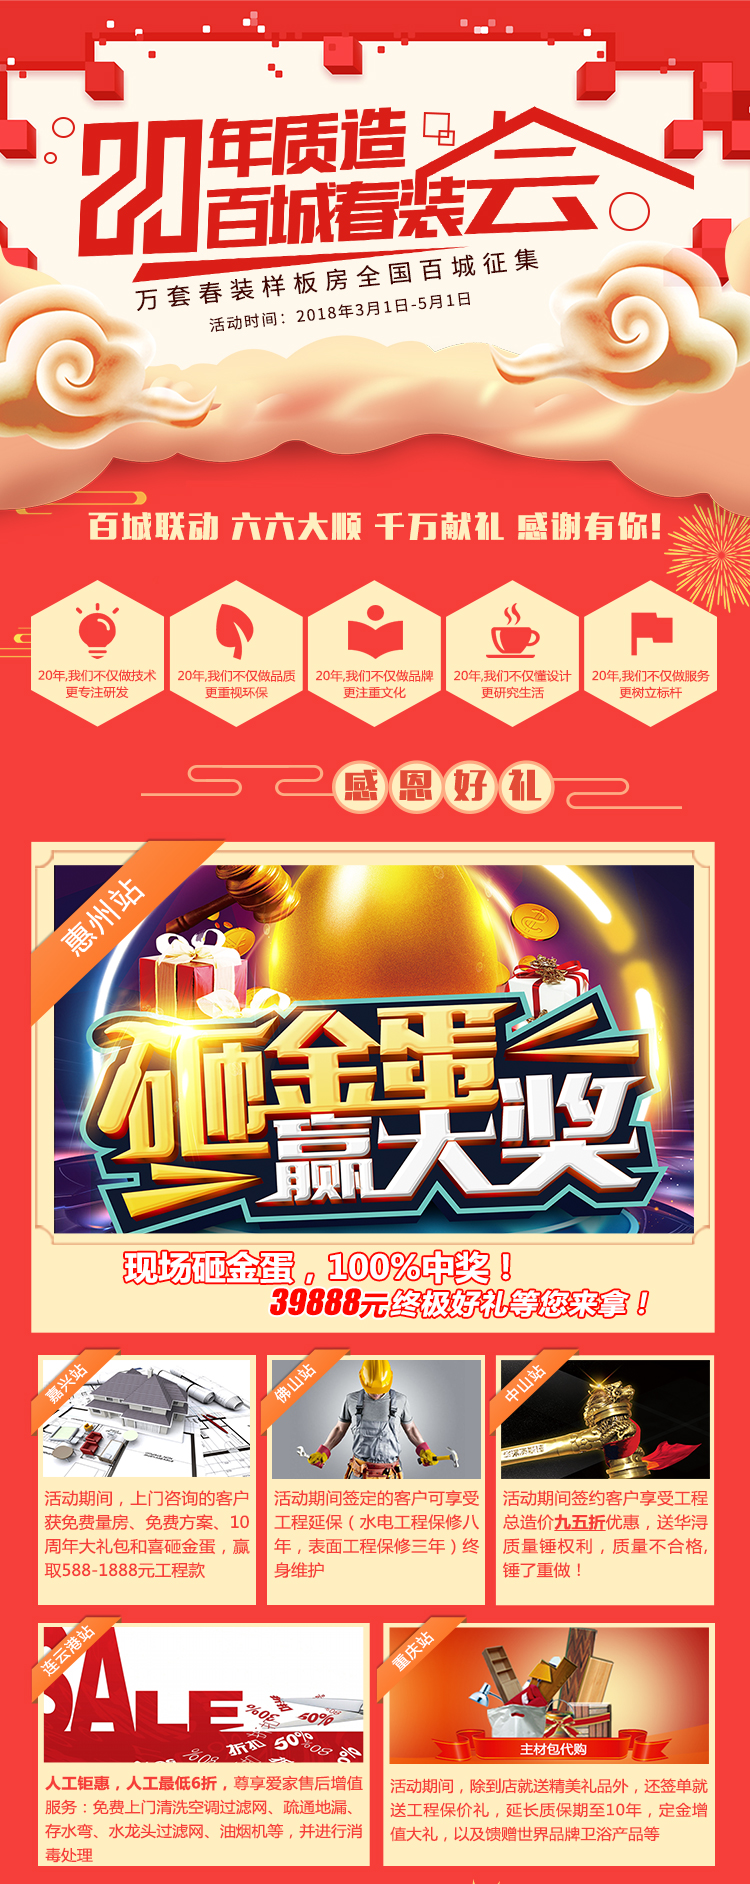 20年质造
百城春装会
万套春装样板房全国百城征集
活动时间：2018年3月1日-5月1日
百城联动 六六大顺 千万献礼 感谢有你!
20年,我们不仅做技术
更专注研发
20年,我们不仅做品质
更重视环保
20年,我们不仅做品牌
更注重文化
20年,我们不仅懂设计
更研究生活
20年,我们不仅做服务
更树立标杆
感恩好礼
惠州站
砸金蛋
赢大奖
现场砸金蛋，100%中奖！
39888元终极好礼等您来拿！
嘉兴站
活动期间，上门咨询的客户
获免费量房、免费方案、10
周年大礼包和喜砸金蛋，赢
取588-1888元工程款
佛山站
活动期间签定的客户可享受
工程延保（水电工程保修八
年，表面工程保修三年）终
身维护
中山站
活动期间签约客户享受工程
总造价九五折优惠，送华浔
质量锤权利，质量不合格,
锤了重做！
连云港站
SALE
%02 30% 50%
折扣 50% %08
%08
人工钜惠，人工最低6折，尊享爱家售后增值
服务：免费上门清洗空调过滤网、疏通地漏、
存水弯、水龙头过滤网、油烟机等，并进行消
毒处理
重庆站
主材包代购
活动期间，除到店就送精美礼品外，还签单就
送工程保价礼，延长质保期至10年，定金增
值大礼，以及馈赠世界品牌卫浴产品等